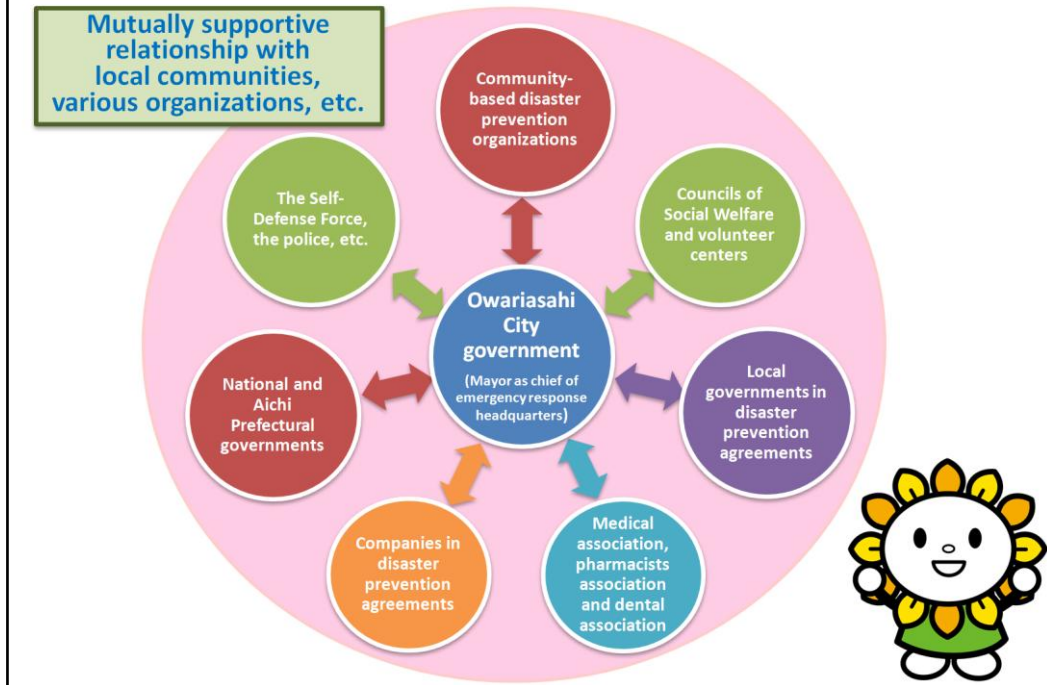 Mutually supportive
relationship with
local communities,
various organizations, etc.
Community-
based disaster
prevention
organizations
The Self-
Defense Force,
the police, etc.
Councils of
Social Welfare
and volunteer
centers
Owariasahi
City
government
(Mayor as chief of
emergency response
headquarters)
National and
Aichi
Prefectural
governments
Local
governments in
disaster
prevention
agreements
Companies in
disaster
prevention
agreements
Medical
association,
pharmacists
association
and dental
association